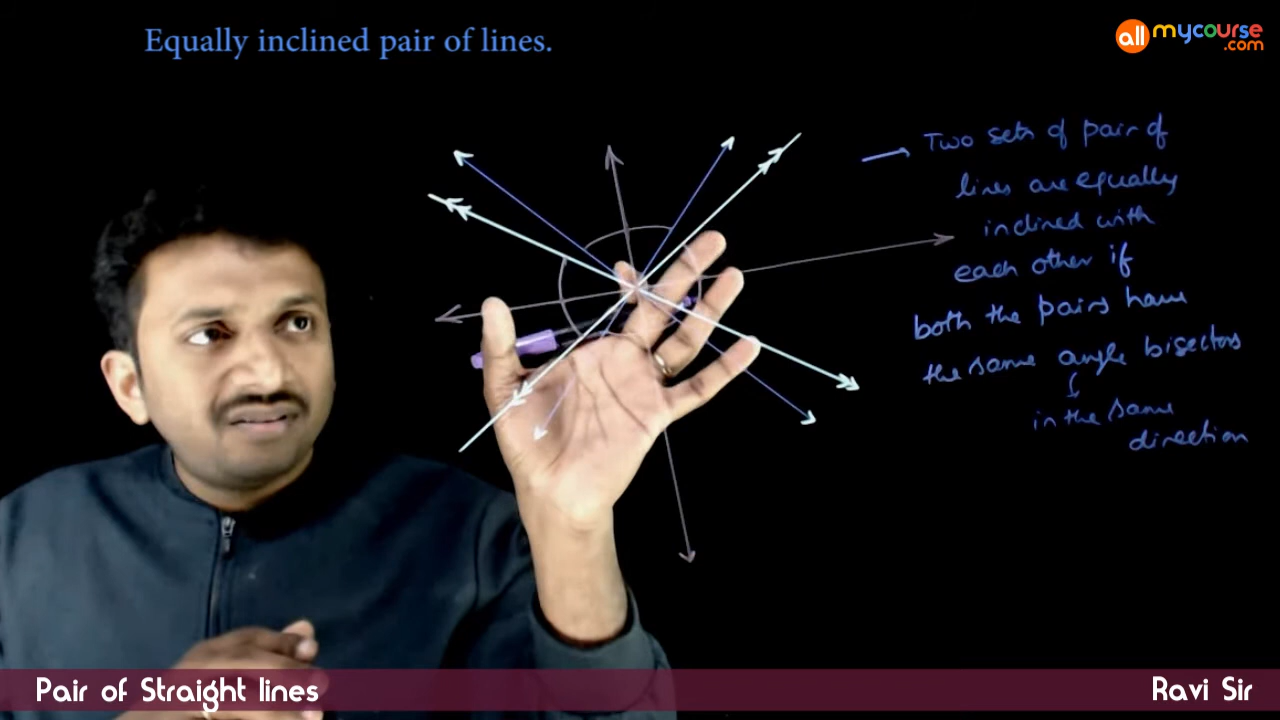 Equally inclined pair of lines.
all mycourse
.com
Two sets of pair of
lines are equally
inclined with
each other if
both the pairs have
the same angle bisectors
in the same
direction
Pair of Straight lines
Ravi Sir